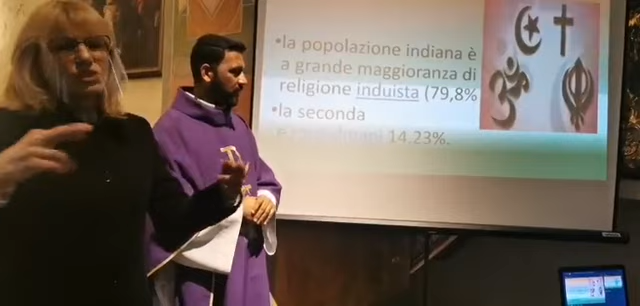 •la popolazione indiana è
a grande maggioranza di
religione induista (79,8%
•la seconda
14.23%.